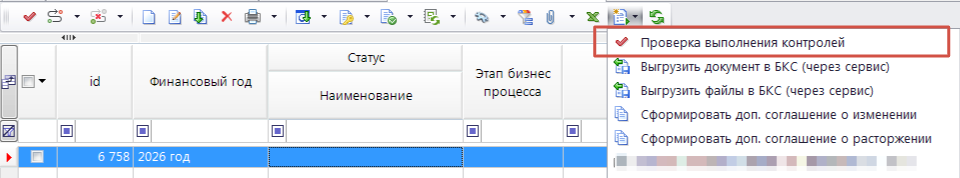 Проверка выполнения контролей
Выгрузить документ в БКС (через сервис)
Выгрузить файлы в БКС (через сервис)
Сформировать доп. соглашение о изменении
Сформировать доп. соглашение о расторжении
id
Финансовый год
Статус
Наименование
Этап бизнес
процесса
6 758 2026 год